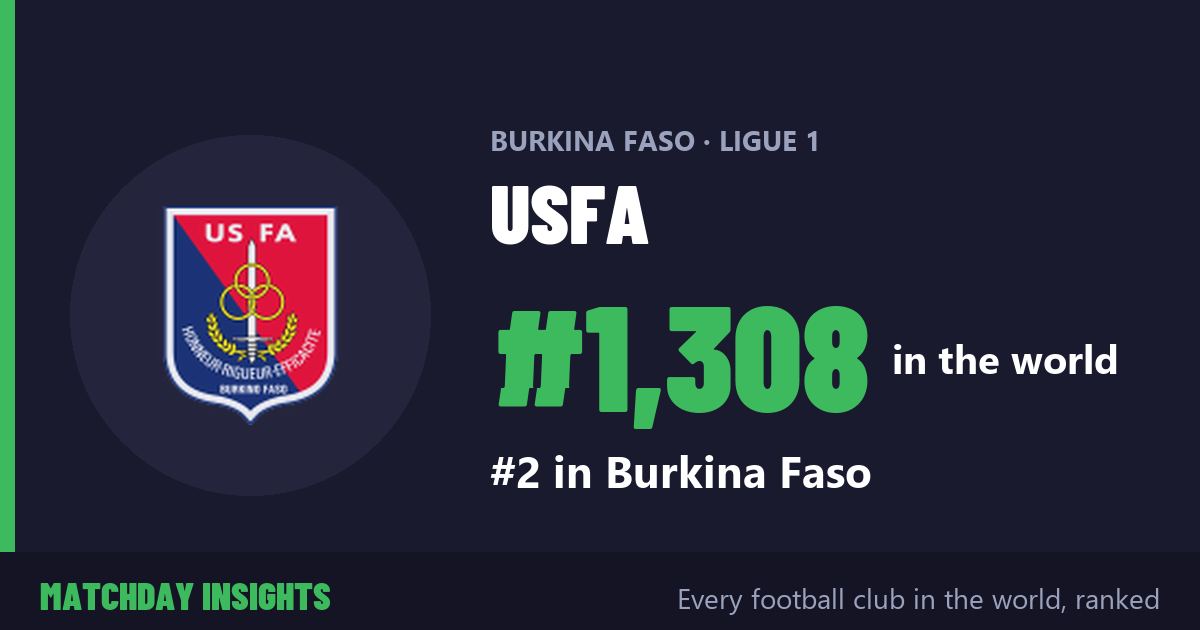 BURKINA FASO · LIGUE 1
USFA
US FA
HONNEUR RIGUEUR-EFFICACITE
BURKINO FASO
#1,308 in the world
#2 in Burkina Faso
MATCHDAY INSIGHTS
Every football club in the world, ranked